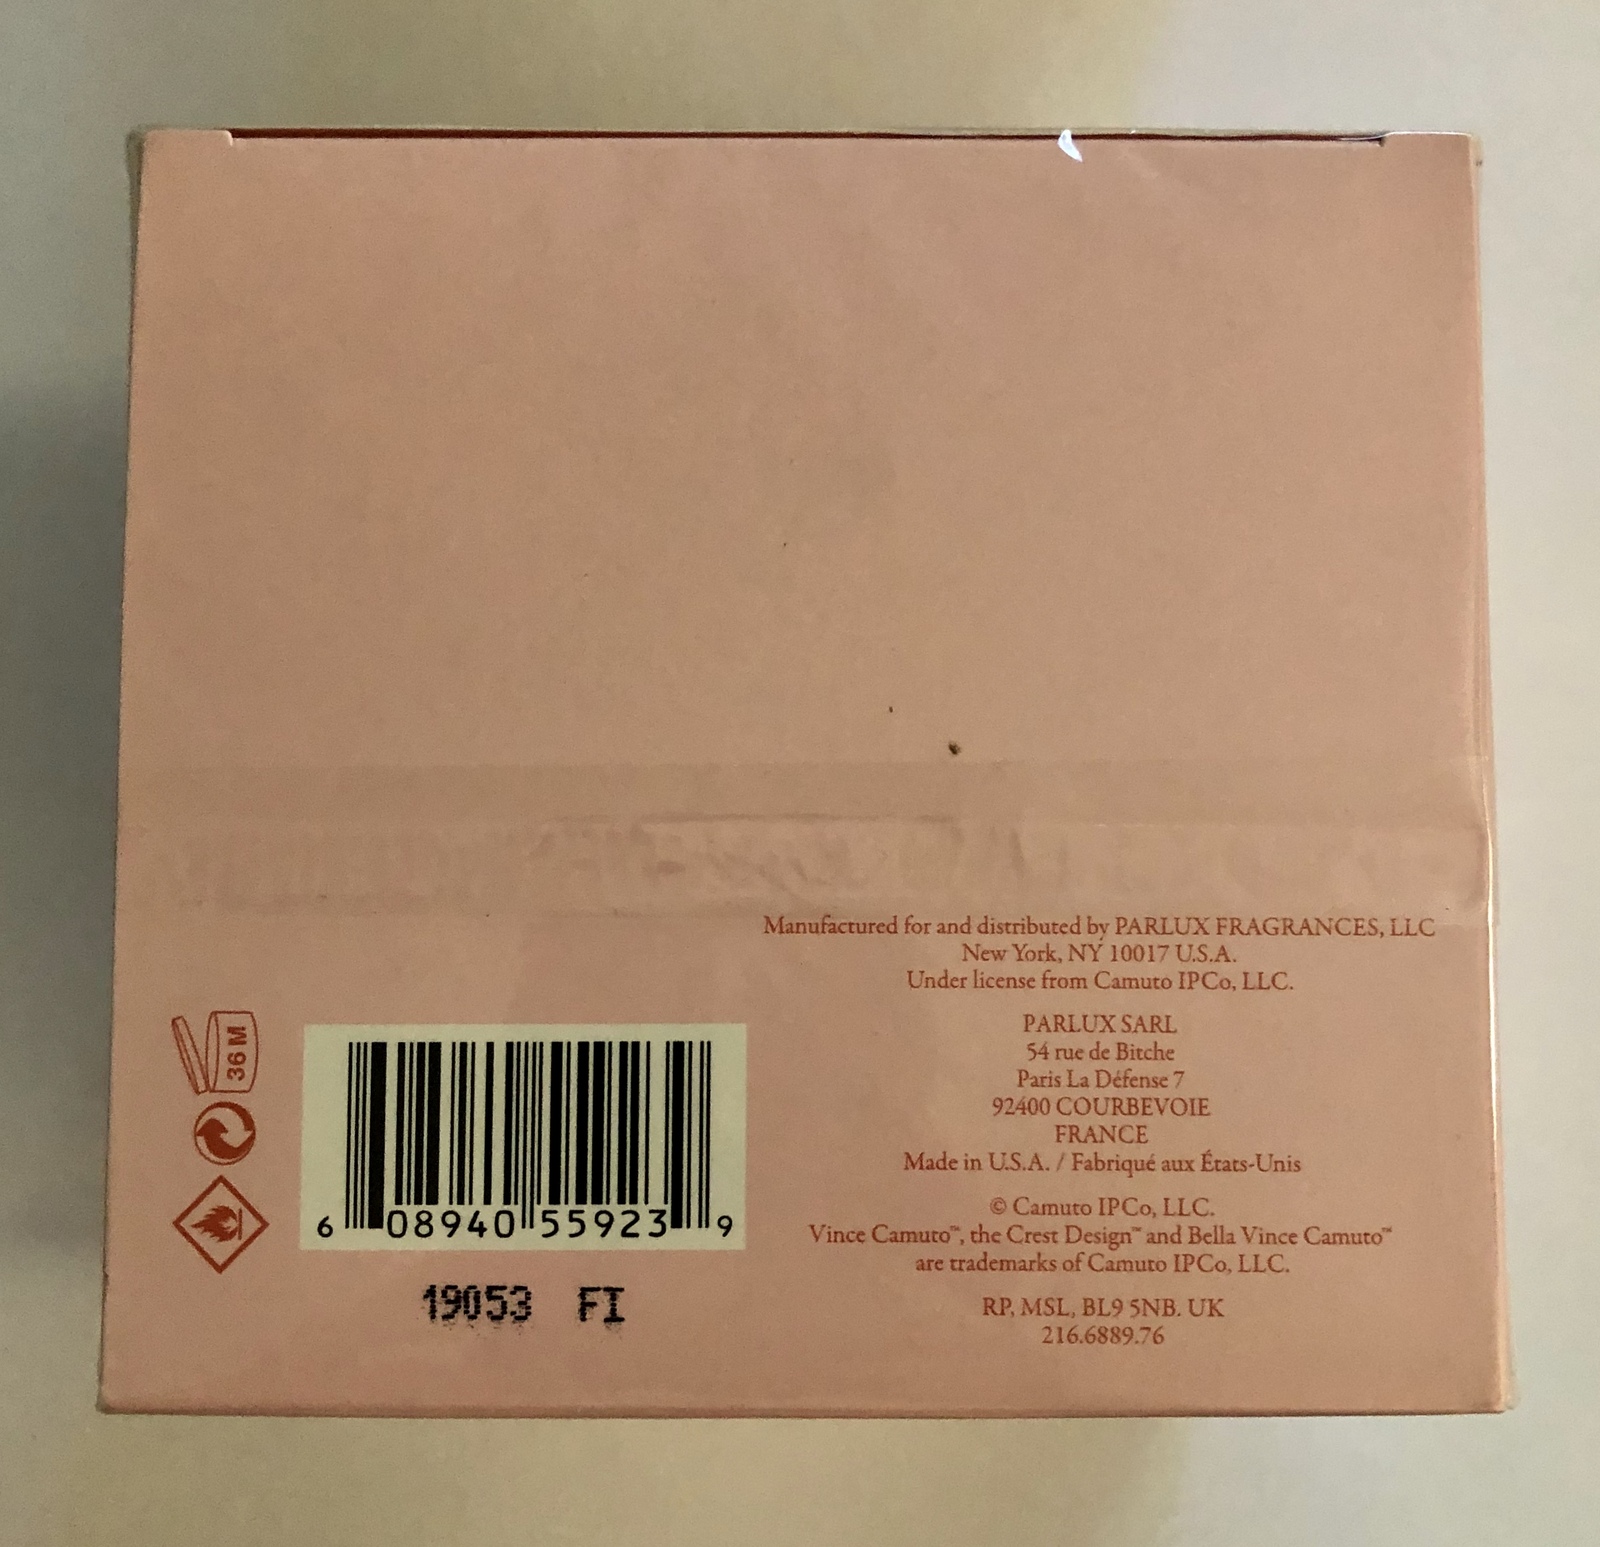 Manufactured for and distributed by PARLUX FRAGRANCES, LLC
New York, NY 10017 U.S.A.
Under license from Camuto IPCo, LLC.
PARLUX SARL
54 rue de Bitche
Paris La Défense 7
92400 COURBEVOIE
FRANCE
Made in U.S.A. / Fabriqué aux États-Unis
© Camuto IPCo, LLC.
Vince Camuto™, the Crest Design™ and Bella Vince Camuto™
are trademarks of Camuto IPCo, LLC.
RP, MSL, BL9 5NB. UK
216.6889.76
36 M
6 08940 55923 9
19053 FI